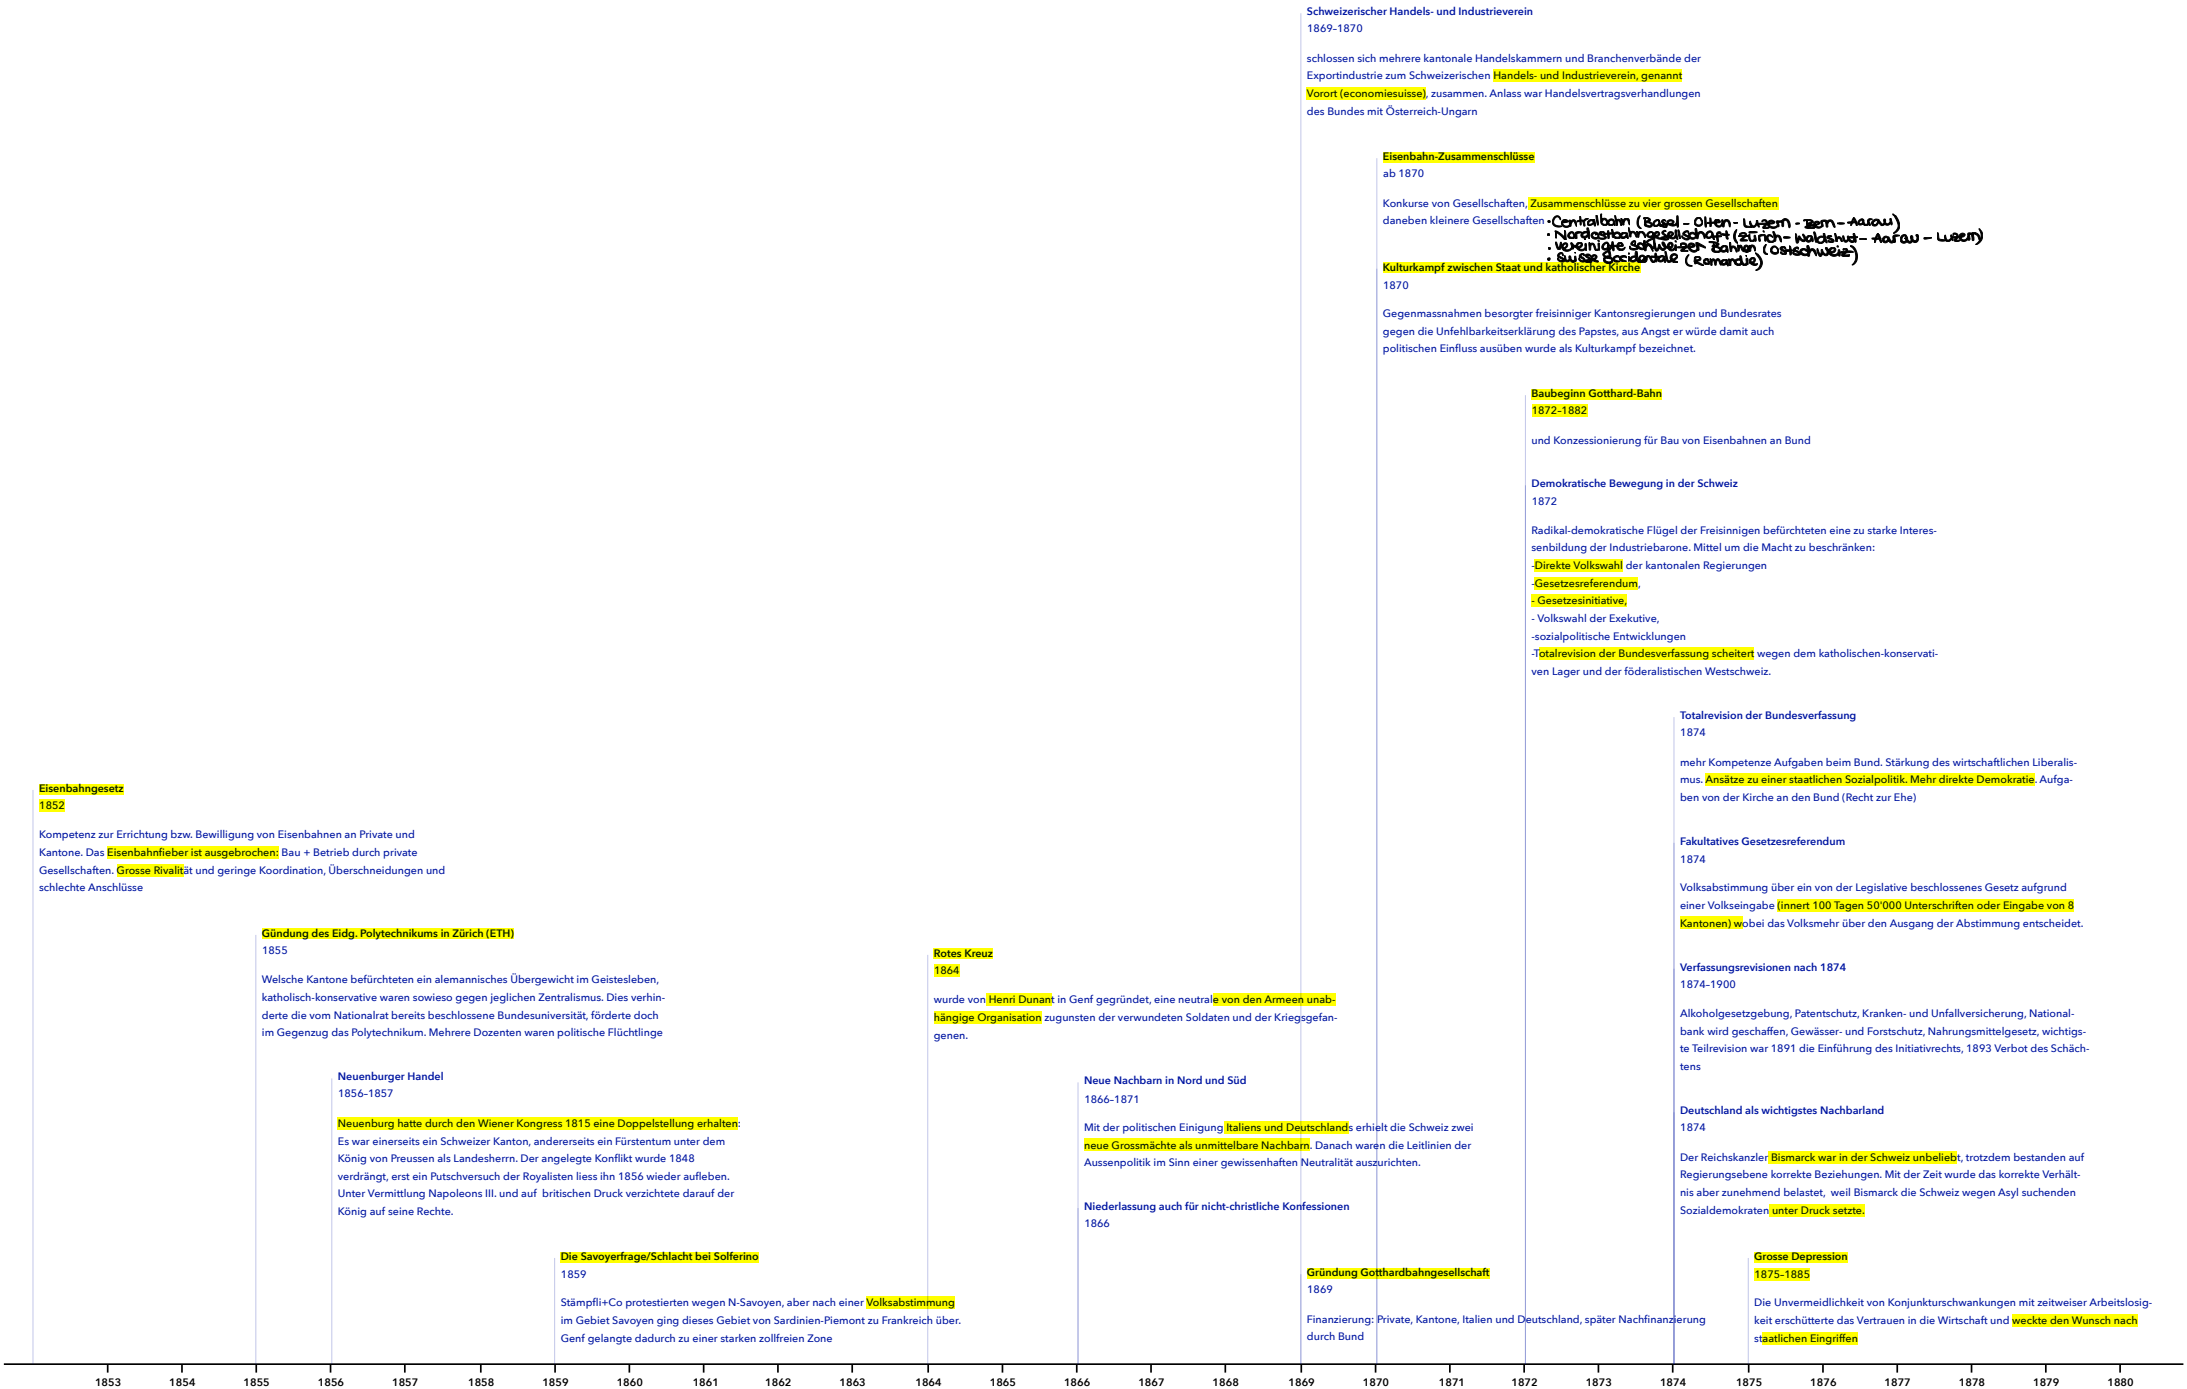 Schweizerischer Handels- und Industrieverein
1869-1870
schlossen sich mehrere kantonale Handelskammern und Branchenverbände der
Exportindustrie zum Schweizerischen Handels- und Industrieverein, genannt
Vorort (economiesuisse), zusammen. Anlass war Handelsvertragsverhandlungen
des Bundes mit Österreich-Ungarn
Eisenbahn-Zusammenschlüsse
ab 1870
Konkurse von Gesellschaften, Zusammenschlüsse zu vier grossen Gesellschaften
daneben kleinere Gesellschaften
• Centralbahn (Basel - Olten - Luzern - Bern - Aarau)
• Nordostbahngesellschaft (Zürich - Waldshut - Aarau - Luzern)
• Vereinigte Schweizer Bahnen (Ostschweiz)
• Suisse Occidentale (Romandie)
Kulturkampf zwischen Staat und katholischer Kirche
1870
Gegenmassnahmen besorgter freisinniger Kantonsregierungen und Bundesrates
gegen die Unfehlbarkeitserklärung des Papstes, aus Angst er würde damit auch
politischen Einfluss ausüben wurde als Kulturkampf bezeichnet.
Baubeginn Gotthard-Bahn
1872-1882
und Konzessionierung für Bau von Eisenbahnen an Bund
Demokratische Bewegung in der Schweiz
1872
Radikal-demokratische Flügel der Freisinnigen befürchteten eine zu starke Interes-
senbildung der Industriebarone. Mittel um die Macht zu beschränken:
-Direkte Volkswahl der kantonalen Regierungen
-Gesetzesreferendum,
- Gesetzesinitiative,
- Volkswahl der Exekutive,
-sozialpolitische Entwicklungen
-Totalrevision der Bundesverfassung scheitert wegen dem katholischen-konservati-
ven Lager und der föderalistischen Westschweiz.
Totalrevision der Bundesverfassung
1874
mehr Kompetenze Aufgaben beim Bund. Stärkung des wirtschaftlichen Liberalis-
mus. Ansätze zu einer staatlichen Sozialpolitik. Mehr direkte Demokratie. Aufga-
ben von der Kirche an den Bund (Recht zur Ehe)
Eisenbahngesetz
1852
Kompetenz zur Errichtung bzw. Bewilligung von Eisenbahnen an Private und
Kantone. Das Eisenbahnfieber ist ausgebrochen: Bau + Betrieb durch private
Gesellschaften. Grosse Rivalität und geringe Koordination, Überschneidungen und
schlechte Anschlüsse
Fakultatives Gesetzesreferendum
1874
Volksabstimmung über ein von der Legislative beschlossenes Gesetz aufgrund
einer Volkseingabe (innert 100 Tagen 50'000 Unterschriften oder Eingabe von 8
Kantonen) wobei das Volksmehr über den Ausgang der Abstimmung entscheidet.
Gündung des Eidg. Polytechnikums in Zürich (ETH)
1855
Welsche Kantone befürchteten ein alemannisches Übergewicht im Geistesleben,
katholisch-konservative waren sowieso gegen jeglichen Zentralismus. Dies verhin-
derte die vom Nationalrat bereits beschlossene Bundesuniversität, förderte doch
im Gegenzug das Polytechnikum. Mehrere Dozenten waren politische Flüchtlinge
Rotes Kreuz
1864
wurde von Henri Dunant in Genf gegründet, eine neutrale von den Armeen unab-
hängige Organisation zugunsten der verwundeten Soldaten und der Kriegsgefan-
genen.
Verfassungsrevisionen nach 1874
1874-1900
Alkoholgesetzgebung, Patentschutz, Kranken- und Unfallversicherung, National-
bank wird geschaffen, Gewässer- und Forstschutz, Nahrungsmittelgesetz, wichtigs-
te Teilrevision war 1891 die Einführung des Initiativrechts, 1893 Verbot des Schäch-
tens
Neuenburger Handel
1856-1857
Neuenburg hatte durch den Wiener Kongress 1815 eine Doppelstellung erhalten:
Es war einerseits ein Schweizer Kanton, andererseits ein Fürstentum unter dem
König von Preussen als Landesherrn. Der angelegte Konflikt wurde 1848
verdrängt, erst ein Putschversuch der Royalisten liess ihn 1856 wieder aufleben.
Unter Vermittlung Napoleons III. und auf britischen Druck verzichtete darauf der
König auf seine Rechte.
Neue Nachbarn in Nord und Süd
1866-1871
Mit der politischen Einigung Italiens und Deutschlands erhielt die Schweiz zwei
neue Grossmächte als unmittelbare Nachbarn. Danach waren die Leitlinien der
Aussenpolitik im Sinn einer gewissenhaften Neutralität auszurichten.
Deutschland als wichtigstes Nachbarland
1874
Der Reichskanzler Bismarck war in der Schweiz unbeliebt, trotzdem bestanden auf
Regierungsebene korrekte Beziehungen. Mit der Zeit wurde das korrekte Verhält-
nis aber zunehmend belastet, weil Bismarck die Schweiz wegen Asyl suchenden
Sozialdemokraten unter Druck setzte.
Niederlassung auch für nicht-christliche Konfessionen
1866
Die Savoyerfrage/Schlacht bei Solferino
1859
Stämpfli+Co protestierten wegen N-Savoyen, aber nach einer Volksabstimmung
im Gebiet Savoyen ging dieses Gebiet von Sardinien-Piemont zu Frankreich über.
Genf gelangte dadurch zu einer starken zollfreien Zone
Gründung Gotthardbahngesellschaft
1869
Finanzierung: Private, Kantone, Italien und Deutschland, später Nachfinanzierung
durch Bund
Grosse Depression
1875-1885
Die Unvermeidlichkeit von Konjunkturschwankungen mit zeitweiser Arbeitslosig-
keit erschütterte das Vertrauen in die Wirtschaft und weckte den Wunsch nach
staatlichen Eingriffen
1853 1854 1855 1856 1857 1858 1859 1860 1861 1862 1863 1864 1865 1866 1867 1868 1869 1870 1871 1872 1873 1874 1875 1876 1877 1878 1879 1880